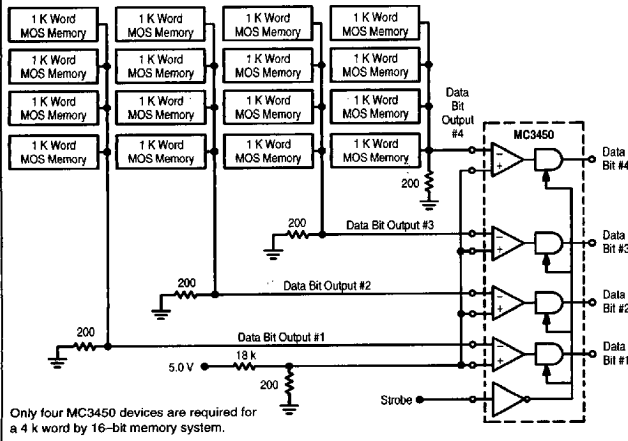 1 K Word
MOS Memory
1 K Word
MOS Memory
1 K Word
MOS Memory
1 K Word
MOS Memory
1 K Word
MOS Memory
1 K Word
MOS Memory
1 K Word
MOS Memory
1 K Word
MOS Memory
1 K Word
MOS Memory
1 K Word
MOS Memory
1 K Word
MOS Memory
1 K Word
MOS Memory
1 K Word
MOS Memory
1 K Word
MOS Memory
1 K Word
MOS Memory
1 K Word
MOS Memory
Data
Bit
Output
#4
MC3450
Data
Bit #4
200
200
Data Bit Output #3
Data
Bit #3
200
Data Bit Output #2
Data
Bit #2
200
Data Bit Output #1
Data
Bit #1
5.0 V
18 k
200
Strobe
Only four MC3450 devices are required for
a 4 k word by 16–bit memory system.